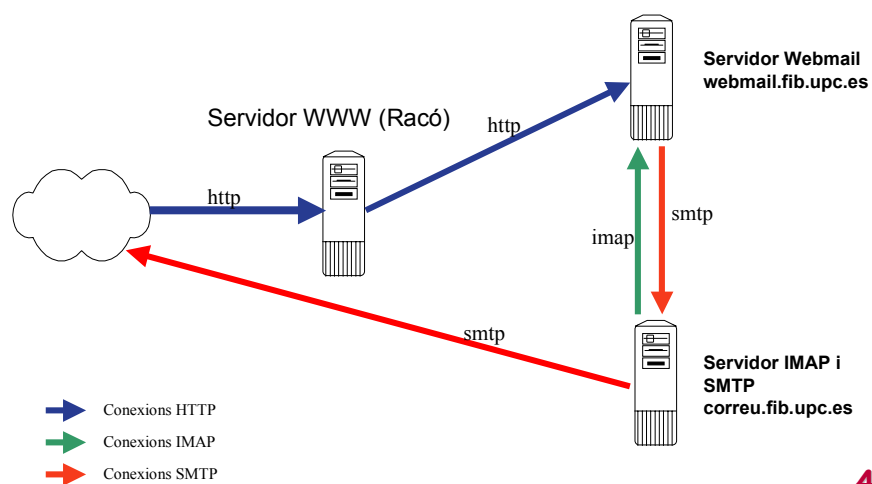 Servidor Webmail
webmail.fib.upc.es
Servidor WWW (Racó)
http
http
imap
smtp
smtp
Servidor IMAP i
SMTP
correu.fib.upc.es
Conexions HTTP
Conexions IMAP
Conexions SMTP
4